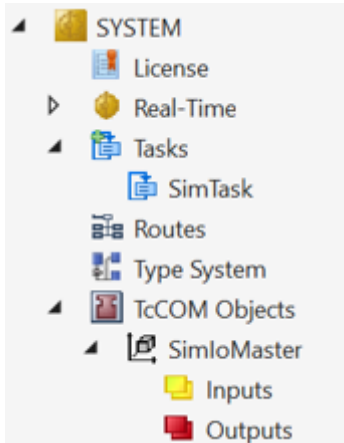 SYSTEM
License
Real-Time
Tasks
SimTask
Routes
Type System
TcCOM Objects
SimIoMaster
Inputs
Outputs